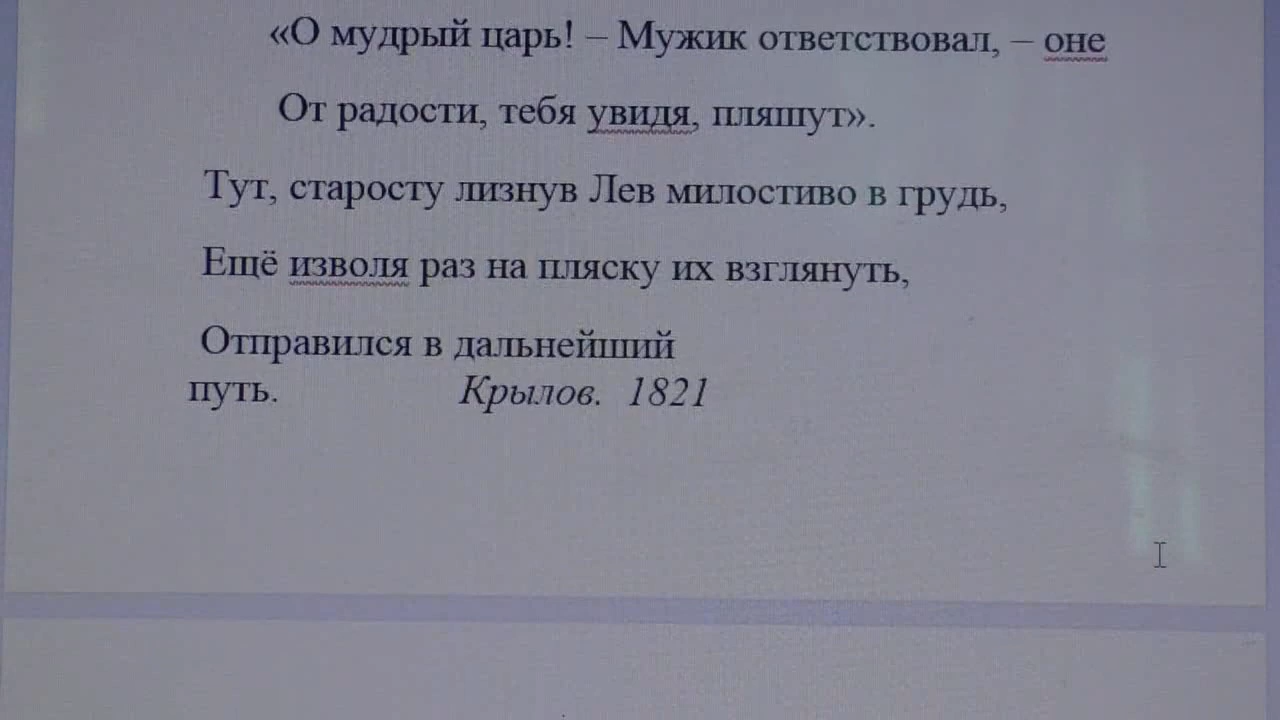 «О мудрый царь! – Мужик ответствовал, – оне
От радости, тебя увидя, пляшут».
Тут, старосту лизнув Лев милостиво в грудь,
Ещё изволя раз на пляску их взглянуть,
Отправился в дальнейший
путь. Крылов. 1821